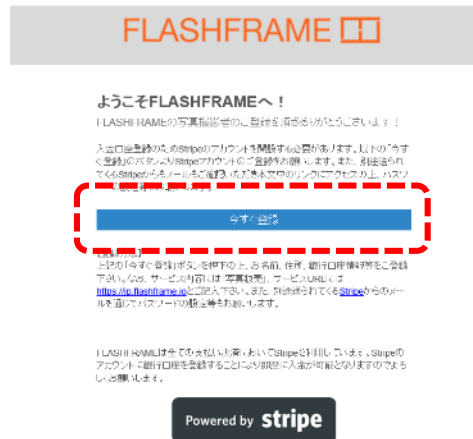 FLASHFRAME
ようこそFLASHFRAMEへ！
FLASHFRAMEの写真撮影者のご登録を頂きありがとうございます！
入金口座登録のためStripeのアカウントを開設する必要があります。以下の「今す
ぐ登録」のボタンよりStripeアカウントのご登録をお願いします。また、別途送られ
てくるStripeからもメールもご確認いただき本文中のリンクにアクセスの上、パスワ
今すぐ登録
上記の「今すぐ登録」ボタンを押下の上、お名前、住所、銀行口座情報等をご登録
下さい。なお、サービス内容には「写真販売」、サービスURLには
https://jp.flashframe.ioとご記入下さい。また、別途送られてくるStripeからのメー
ルを通じてパスワードの設定等もお願いします。
FLASHFRAMEは全ての支払い決済においてStripeを利用しています。Stripeの
アカウントに銀行口座を登録することにより即座に入金が可能となりますのでよろ
しくお願いします。
Powered by stripe